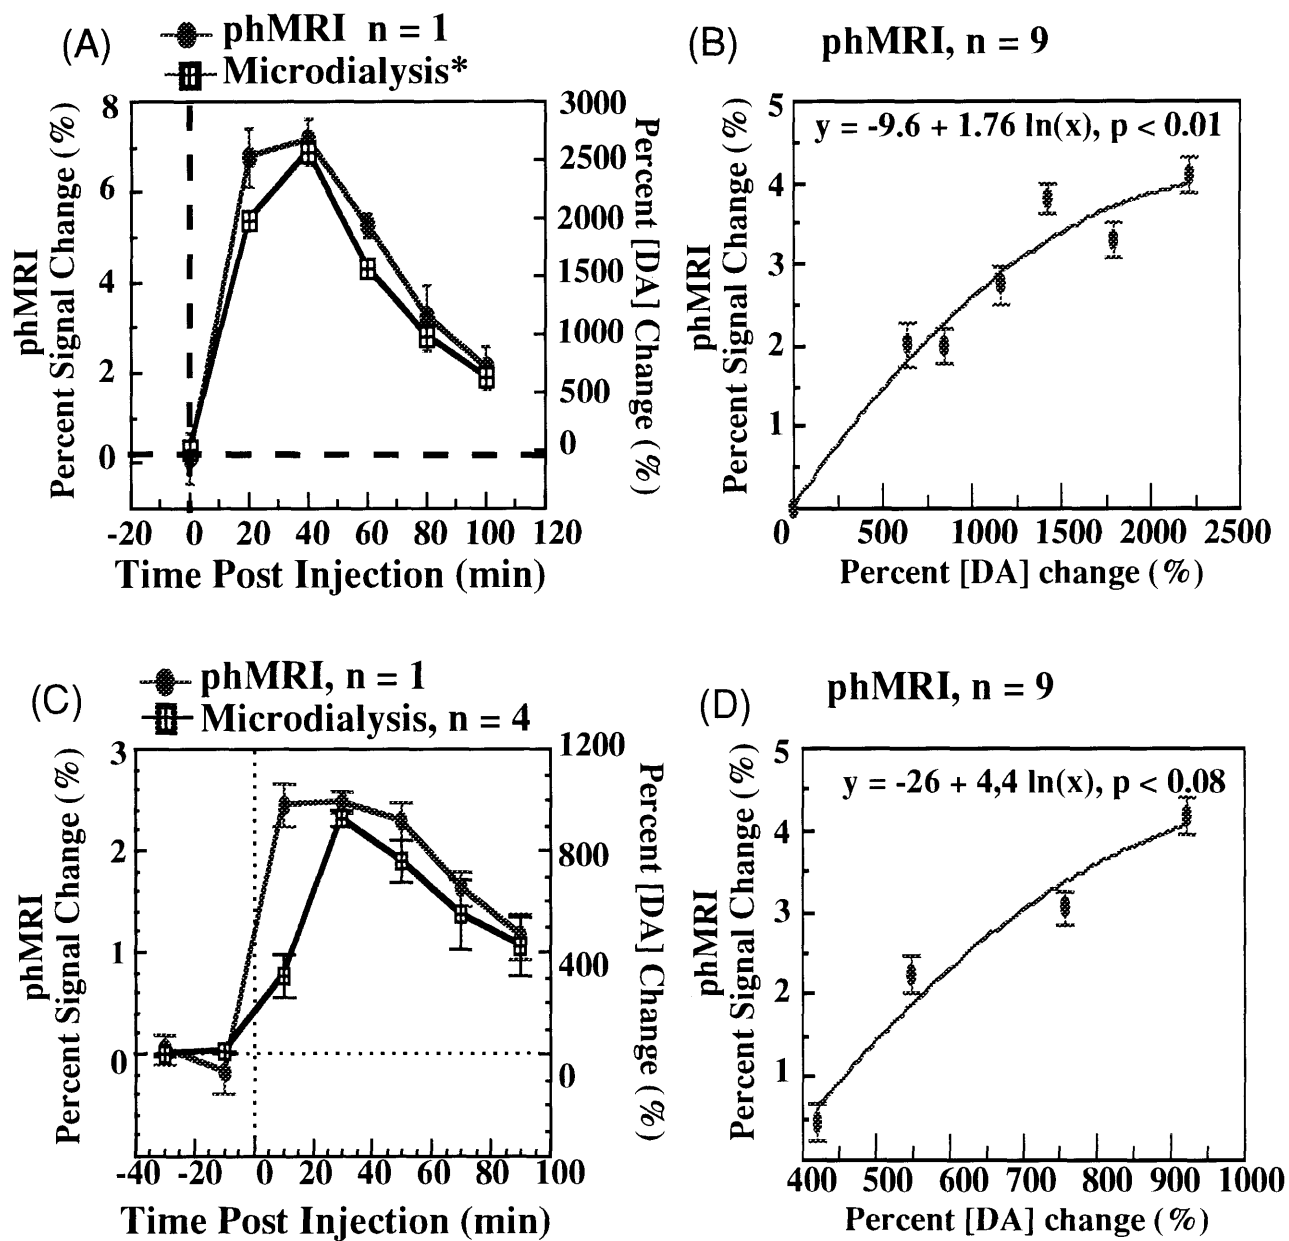 (A)
phMRI n = 1
Microdialysis*
phMRI
Percent Signal Change (%)
8
6
4
2
0
3000
2500
2000
1500
1000
500
0
Percent [DA] Change (%)
-20 0 20 40 60 80 100 120
Time Post Injection (min)
(B)
phMRI, n = 9
y = -9.6 + 1.76 ln(x), p < 0.01
phMRI
Percent Signal Change (%)
5
4
3
2
1
0 500 1000 1500 2000 2500
Percent [DA] change (%)
(C)
phMRI, n = 1
Microdialysis, n = 4
phMRI
Percent Signal Change (%)
3
2
1
0
1200
800
400
0
Percent [DA] Change (%)
-40 -20 0 20 40 60 80 100
Time Post Injection (min)
(D)
phMRI, n = 9
y = -26 + 4,4 ln(x), p < 0.08
phMRI
Percent Signal Change (%)
5
4
3
2
1
400 500 600 700 800 900 1000
Percent [DA] change (%)